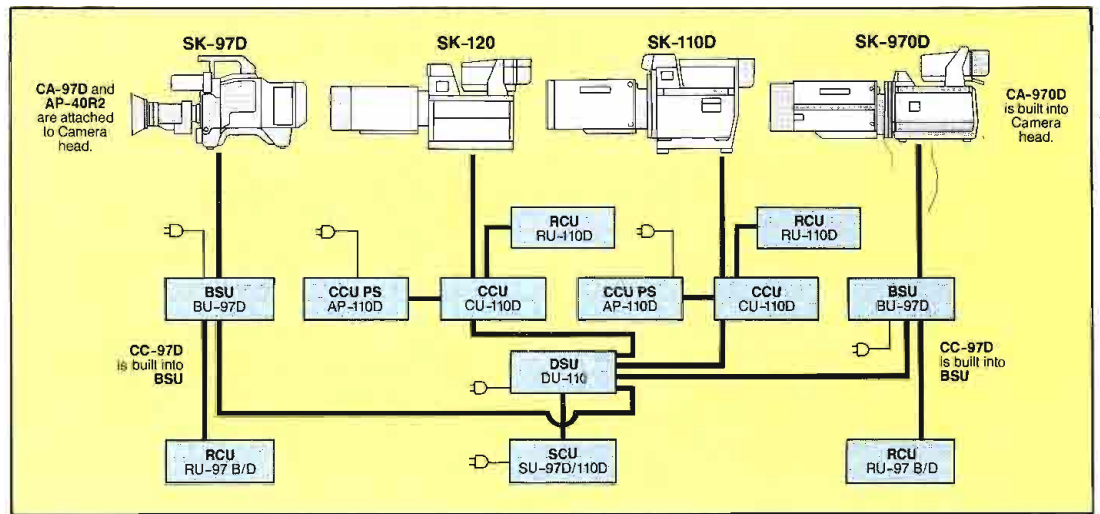 SK-97D
SK-120
SK-110D
SK-970D
CA-97D and
AP-40R2
are attached
to Camera
head.
CA-970D
is built into
Camera
head.
RCU
RU-110D
RCU
RU-110D
BSU
BU-97D
CCU PS
AP-110D
CCU
CU-110D
CCU PS
AP-110D
CCU
CU-110D
BSU
BU-97D
CC-97D
is built into
BSU
DSU
DU-110
CC-97D
is built into
BSU
RCU
RU-97 B/D
SCU
SU-97D/110D
RCU
RU-97 B/D